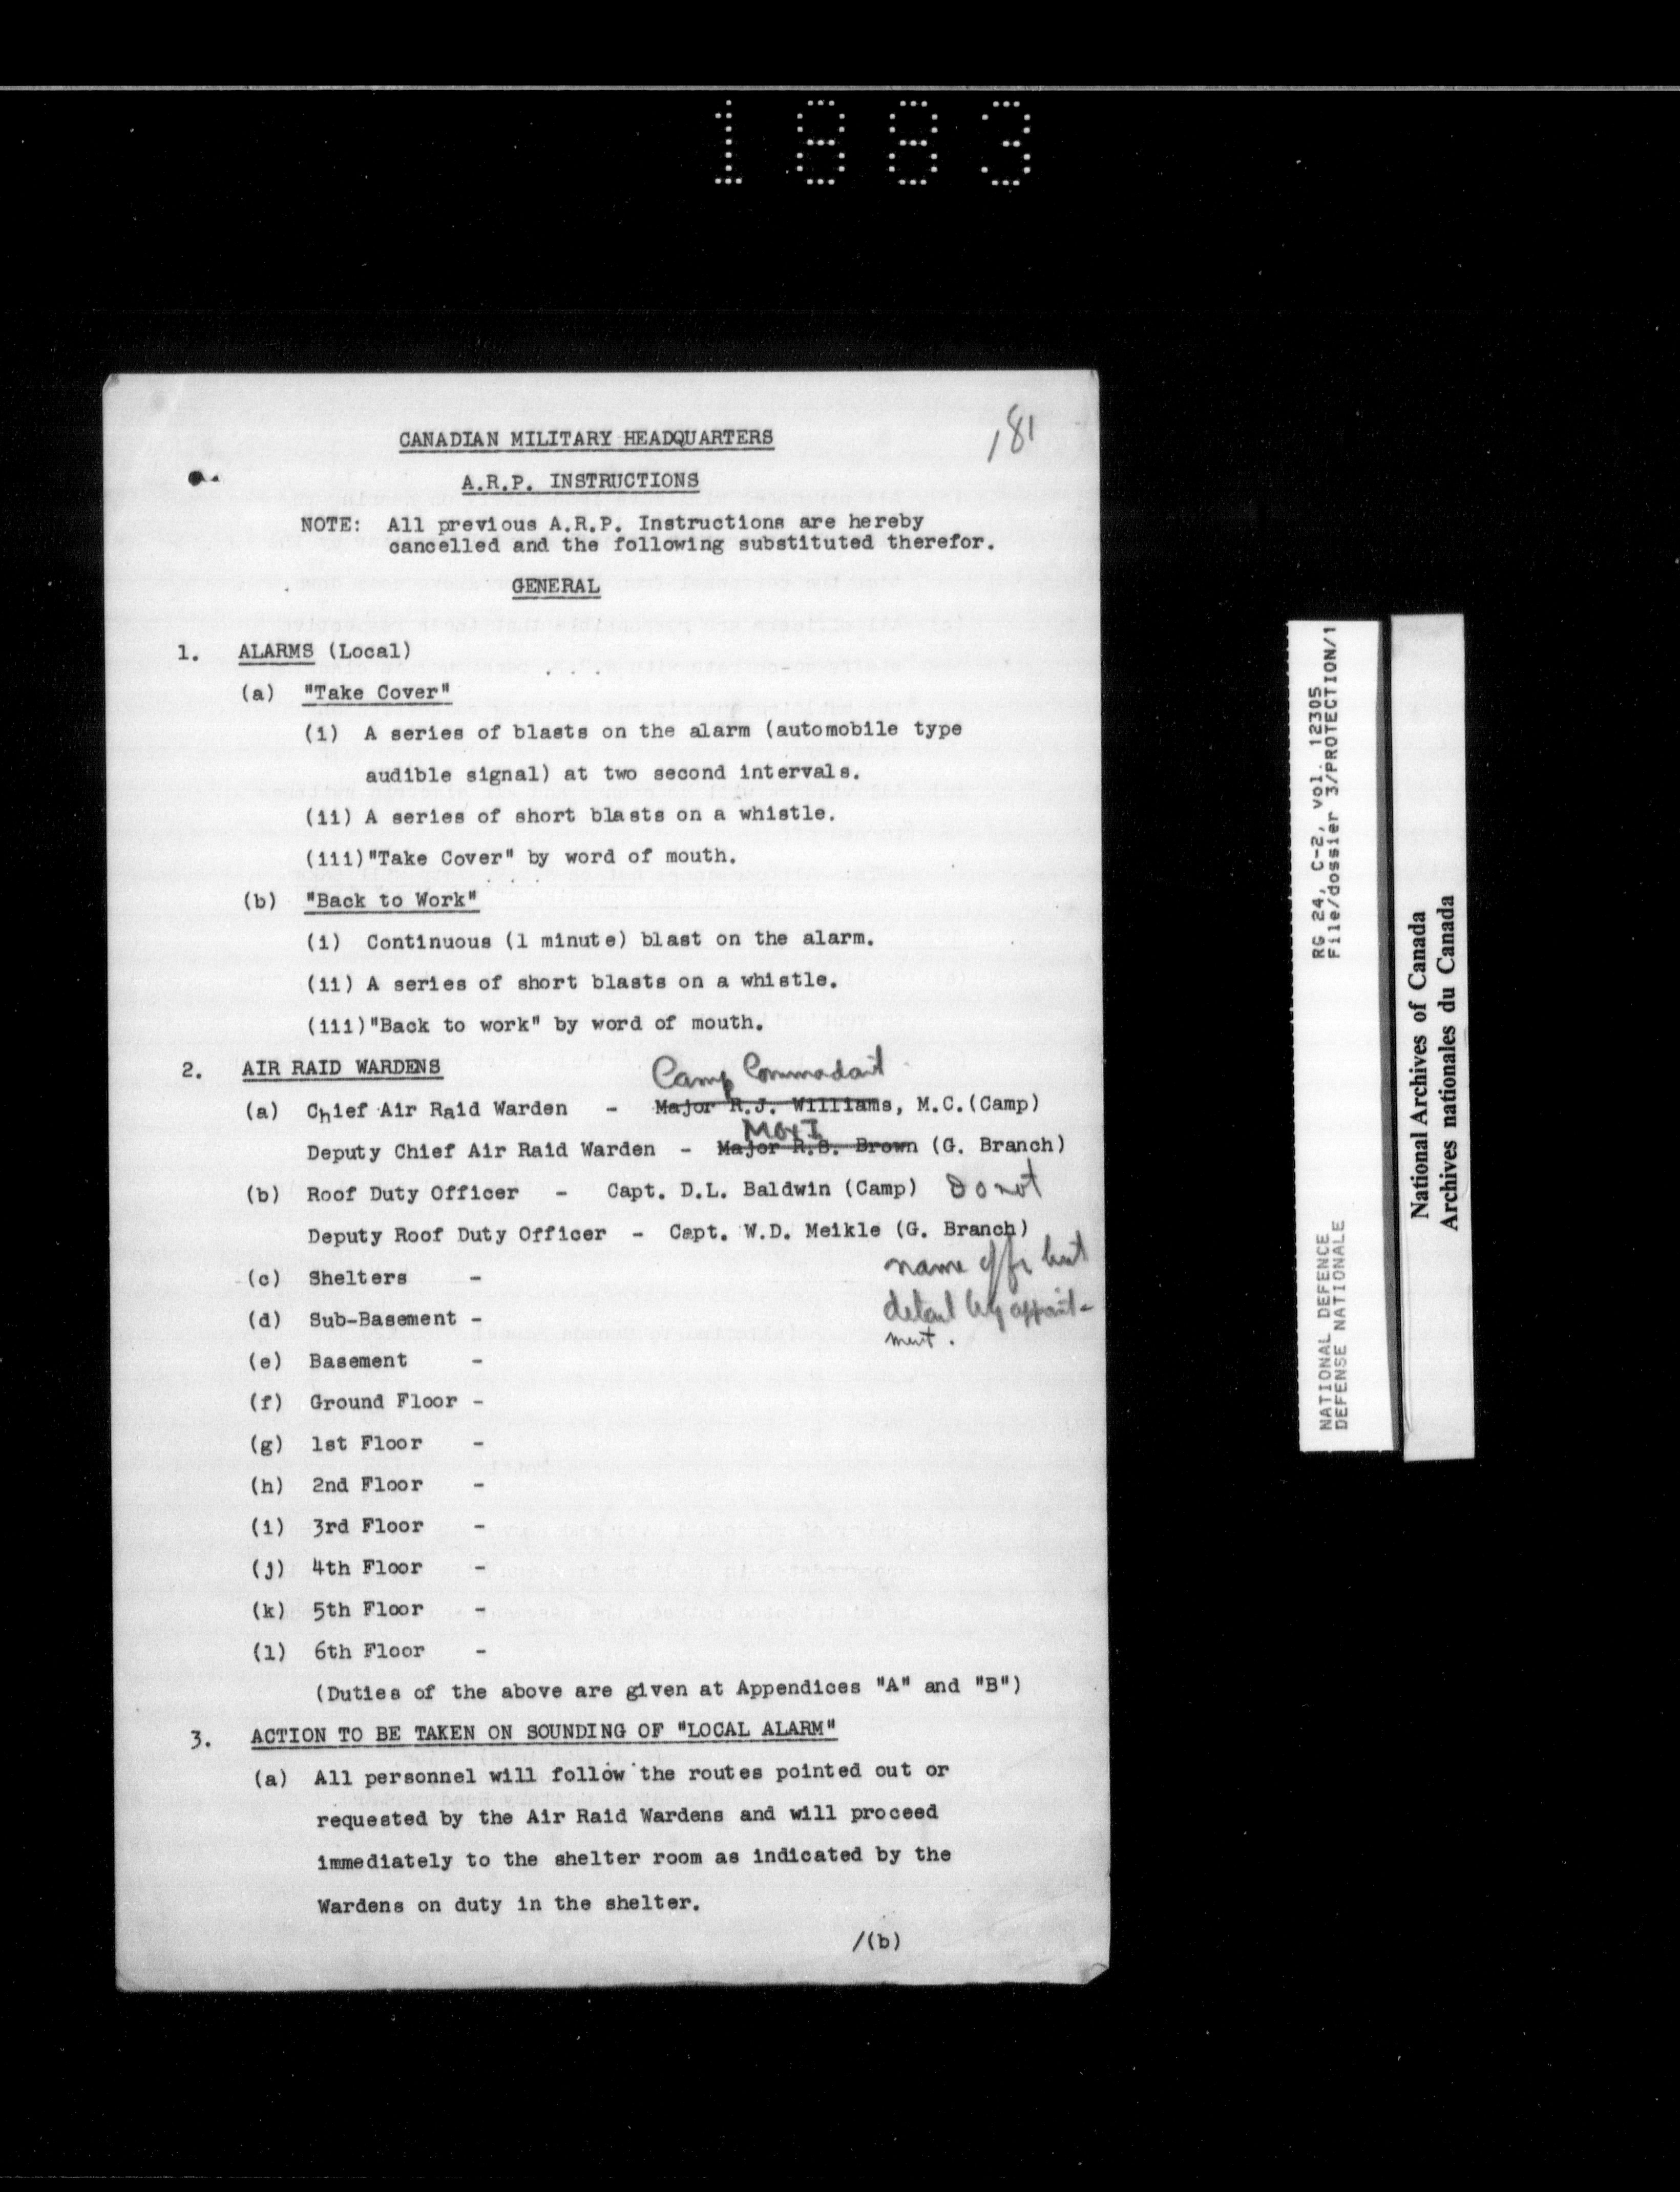 1883
181
CANADIAN MILITARY HEADQUARTERS
A.R.P. INSTRUCTIONS
NOTE: All previous A.R.P. Instructions are hereby
cancelled and the following substituted therefor.
GENERAL
1. ALARMS (Local)
(a) "Take Cover"
(i) A series of blasts on the alarm (automobile type
audible signal) at two second intervals.
(ii) A series of short blasts on a whistle.
(iii) "Take Cover" by word of mouth.
(b) "Back to Work"
(i) Continuous (1 minute) blast on the alarm.
(ii) A series of short blasts on a whistle.
(iii) "Back to work" by word of mouth.
2. AIR RAID WARDENS
Camp Commadant
(a) Chief Air Raid Warden - Major R.J. Williams, M.C.(Camp)
Deputy Chief Air Raid Warden - Major R.S. Brown (G. Branch)
(b) Roof Duty Officer - Capt. D.L. Baldwin (Camp) Do not
Deputy Roof Duty Officer - Capt. W.D. Meikle (G. Branch)
name offr but
(c) Shelters -
detail by appoint-
(d) Sub-Basement -
ment.
(e) Basement -
(f) Ground Floor -
(g) 1st Floor -
(h) 2nd Floor -
(i) 3rd Floor -
(j) 4th Floor -
(k) 5th Floor -
(l) 6th Floor -
(Duties of the above are given at Appendices "A" and "B")
3. ACTION TO BE TAKEN ON SOUNDING OF "LOCAL ALARM"
(a) All personnel will follow the routes pointed out or
requested by the Air Raid Wardens and will proceed
immediately to the shelter room as indicated by the
Wardens on duty in the shelter.
/(b)
RG 24, C-2, vol. 12305
File/dossier 3/PROTECTION/1
NATIONAL DEFENCE
DEFENSE NATIONALE
National Archives of Canada
Archives nationales du Canada